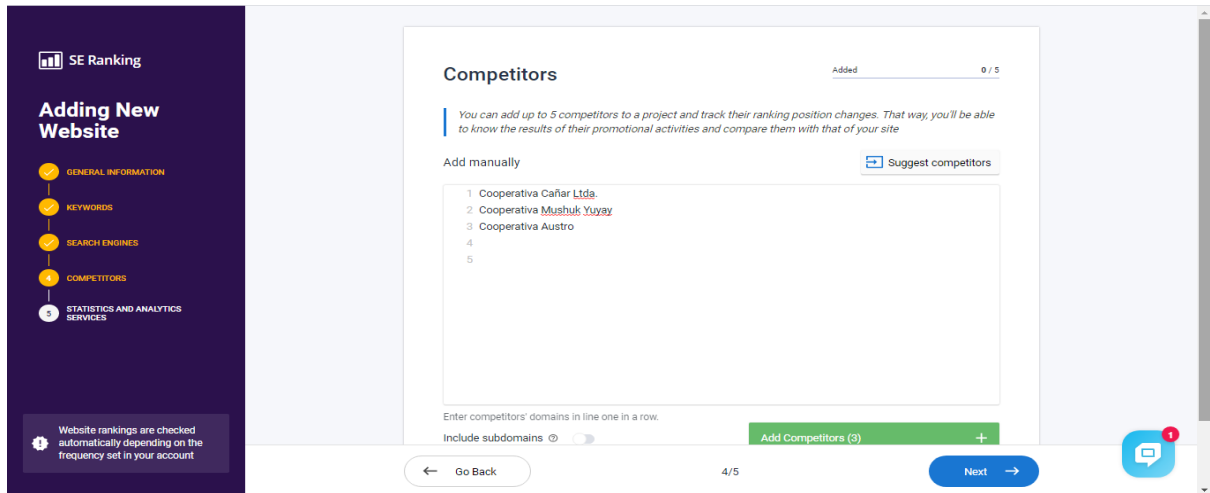 SE Ranking
Adding New
Website
GENERAL INFORMATION
KEYWORDS
SEARCH ENGINES
4 COMPETITORS
5 STATISTICS AND ANALYTICS
SERVICES
Website rankings are checked
automatically depending on the
frequency set in your account
Competitors
Added 0 / 5
You can add up to 5 competitors to a project and track their ranking position changes. That way, you'll be able
to know the results of their promotional activities and compare them with that of your site
Add manually
Suggest competitors
1 Cooperativa Cañar Ltda.
2 Cooperativa Mushuk Yuyay
3 Cooperativa Austro
4
5
Enter competitors' domains in line one in a row.
Include subdomains ?
Add Competitors (3) +
← Go Back
4/5
Next →
1